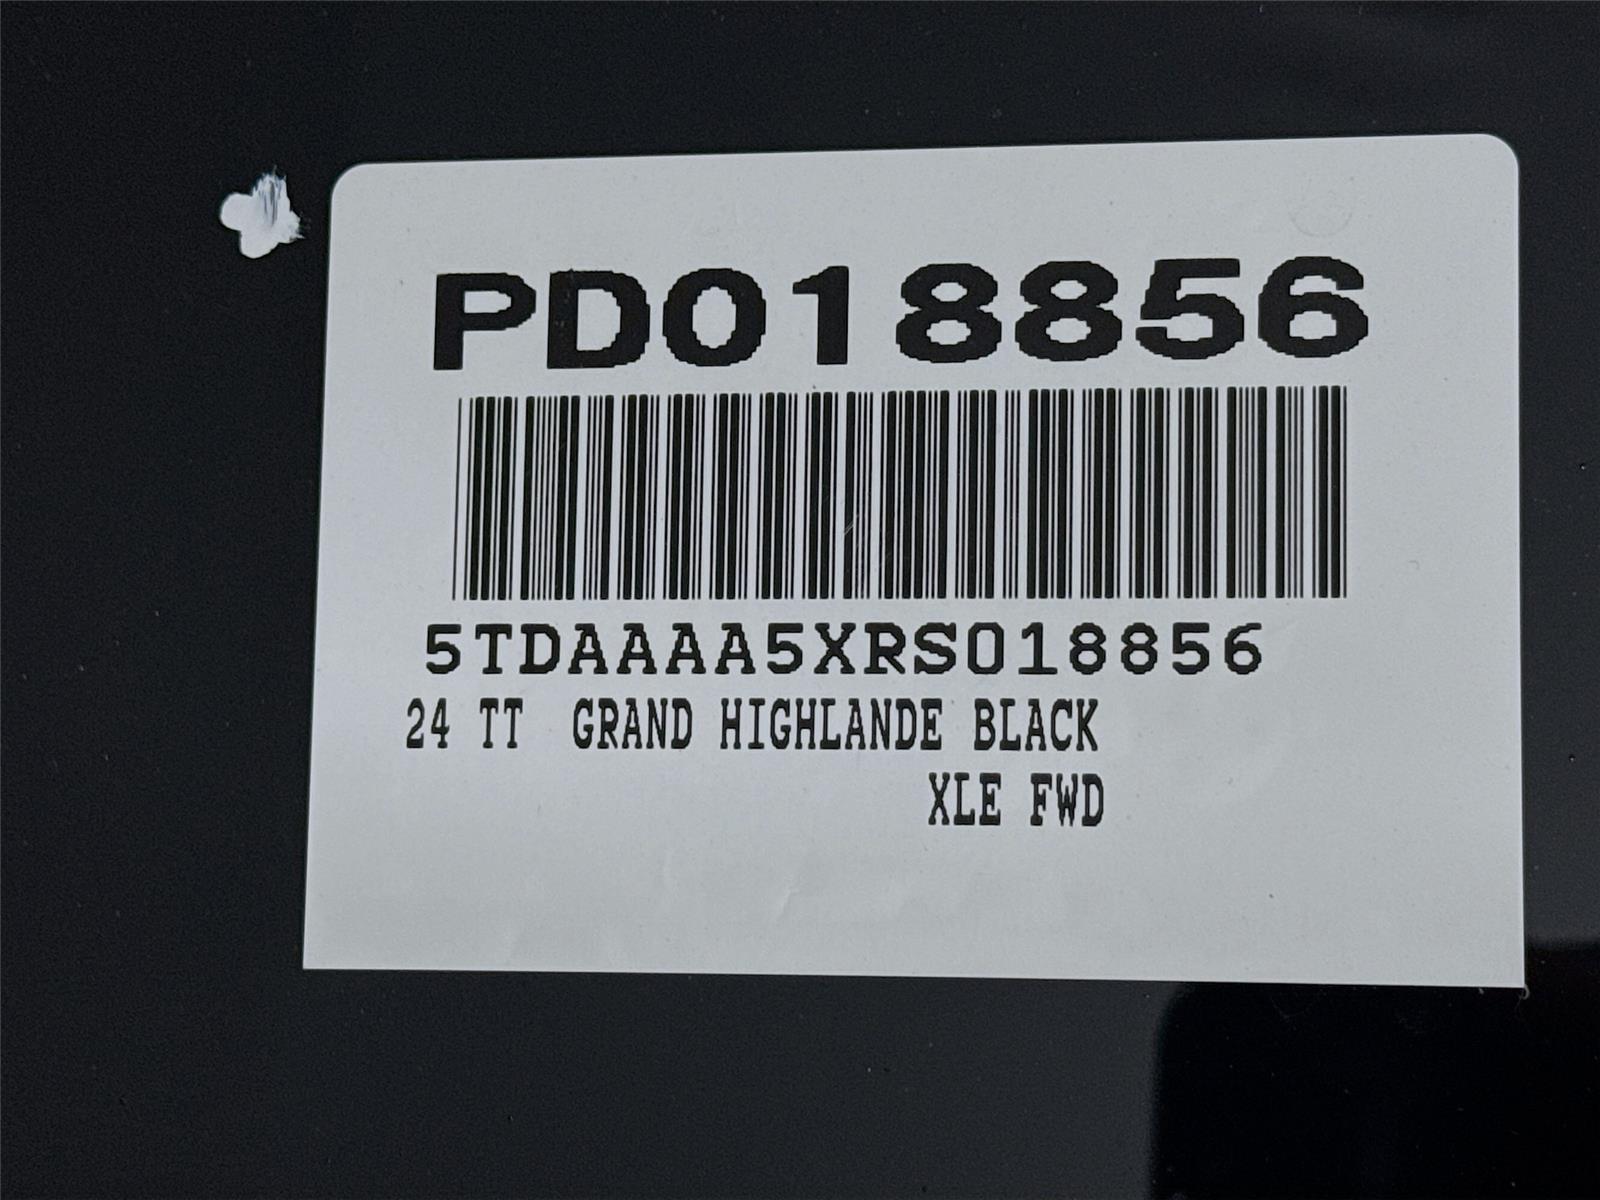 PD018856
5TDAAAA5XRS018856
24 TT GRAND HIGHLANDE BLACK
XLE FWD